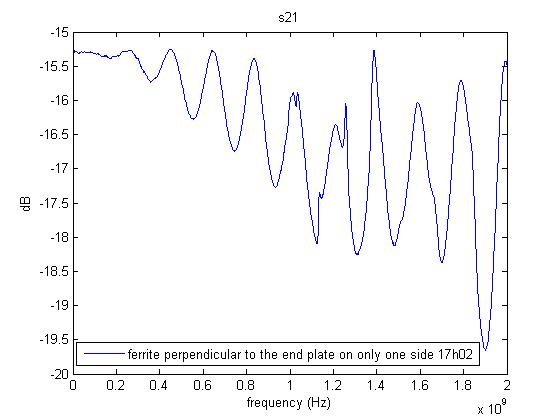 s21
-15
-15.5
-16
-16.5
-17
-17.5
-18
-18.5
-19
-19.5
-20
dB
ferrite perpendicular to the end plate on only one side 17h02
0 0.2 0.4 0.6 0.8 1 1.2 1.4 1.6 1.8 2
frequency (Hz)
x 10^9